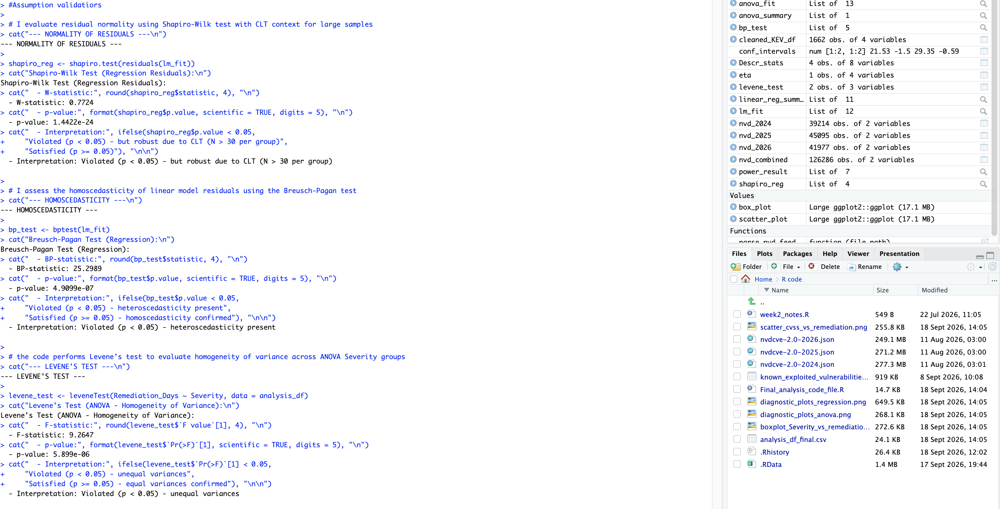 > #Assumption validatiors
>
> # I evaluate residual normality using Shapiro-Wilk test with CLT context for large samples
> cat("--- NORMALITY OF RESIDUALS ---\n")
--- NORMALITY OF RESIDUALS ---
>
> shapiro_reg <- shapiro.test(residuals(lm_fit))
> cat("Shapiro-Wilk Test (Regression Residuals):\n")
Shapiro-Wilk Test (Regression Residuals):
> cat("  - W-statistic:", round(shapiro_reg$statistic, 4), "\n")
  - W-statistic: 0.7724
> cat("  - p-value:", format(shapiro_reg$p.value, scientific = TRUE, digits = 5), "\n")
  - p-value: 1.4422e-24
> cat("  - Interpretation:", ifelse(shapiro_reg$p.value < 0.05,
+     "Violated (p < 0.05) - but robust due to CLT (N > 30 per group)",
+     "Satisfied (p >= 0.05)"), "\n\n")
  - Interpretation: Violated (p < 0.05) - but robust due to CLT (N > 30 per group)
>
> # I assess the homoscedasticity of linear model residuals using the Breusch-Pagan test
> cat("--- HOMOSCEDASTICITY ---\n")
--- HOMOSCEDASTICITY ---
>
> bp_test <- bptest(lm_fit)
> cat("Breusch-Pagan Test (Regression):\n")
Breusch-Pagan Test (Regression):
> cat("  - BP-statistic:", round(bp_test$statistic, 4), "\n")
  - BP-statistic: 25.2989
> cat("  - p-value:", format(bp_test$p.value, scientific = TRUE, digits = 5), "\n")
  - p-value: 4.9099e-07
> cat("  - Interpretation:", ifelse(bp_test$p.value < 0.05,
+     "Violated (p < 0.05) - heteroscedasticity present",
+     "Satisfied (p >= 0.05) - homoscedasticity confirmed"), "\n\n")
  - Interpretation: Violated (p < 0.05) - heteroscedasticity present
>
> # the code performs Levene's test to evaluate homogeneity of variance across ANOVA Severity groups
> cat("--- LEVENE'S TEST ---\n")
--- LEVENE'S TEST ---
>
> levene_test <- leveneTest(Remediation_Days ~ Severity, data = analysis_df)
> cat("Levene's Test (ANOVA - Homogeneity of Variance):\n")
Levene's Test (ANOVA - Homogeneity of Variance):
> cat("  - F-statistic:", round(levene_test$`F value`[1], 4), "\n")
  - F-statistic: 9.2647
> cat("  - p-value:", format(levene_test$`Pr(>F)`[1], scientific = TRUE, digits = 5), "\n")
  - p-value: 5.899e-06
> cat("  - Interpretation:", ifelse(levene_test$`Pr(>F)`[1] < 0.05,
+     "Violated (p < 0.05) - unequal variances",
+     "Satisfied (p >= 0.05) - equal variances confirmed"), "\n\n")
  - Interpretation: Violated (p < 0.05) - unequal variances
anova_fit List of 13
anova_summary List of 1
bp_test List of 5
cleaned_KEV_df 1662 obs. of 4 variables
conf_intervals num [1:2, 1:2] 21.53 -1.5 29.35 -0.59
Descr_stats 4 obs. of 8 variables
eta 1 obs. of 4 variables
levene_test 2 obs. of 3 variables
linear_reg_summ… List of 11
lm_fit List of 12
nvd_2024 39214 obs. of 2 variables
nvd_2025 45095 obs. of 2 variables
nvd_2026 41977 obs. of 2 variables
nvd_combined 126286 obs. of 2 variables
power_result List of 7
shapiro_reg List of 4
Values
box_plot Large ggplot2::ggplot (17.1 MB)
scatter_plot Large ggplot2::ggplot (17.1 MB)
Functions
parse_nvd_feed function (file_path)
Files Plots Packages Help Viewer Presentation
Folder File Delete Rename
Home R code ...
Name Size Modified
..
week2_notes.R 549 B 22 Jul 2026, 11:05
scatter_cvss_vs_remediation.png 255.8 KB 18 Sept 2026, 14:05
nvdcve-2.0-2026.json 249.1 MB 11 Aug 2026, 03:00
nvdcve-2.0-2025.json 271.2 MB 11 Aug 2026, 03:00
nvdcve-2.0-2024.json 277.3 MB 11 Aug 2026, 03:01
known_exploited_vulnerabilitie... 919 KB 8 Sept 2026, 10:08
Final_analysis_code_file.R 14.7 KB 18 Sept 2026, 14:04
diagnostic_plots_regression.png 649.5 KB 18 Sept 2026, 14:05
diagnostic_plots_anova.png 268.1 KB 18 Sept 2026, 14:05
boxplot_Severity_vs_remediatio... 272.6 KB 18 Sept 2026, 14:05
analysis_df_final.csv 24.1 KB 18 Sept 2026, 14:05
.Rhistory 26.4 KB 18 Sept 2026, 12:02
.RData 1.4 MB 17 Sept 2026, 19:44